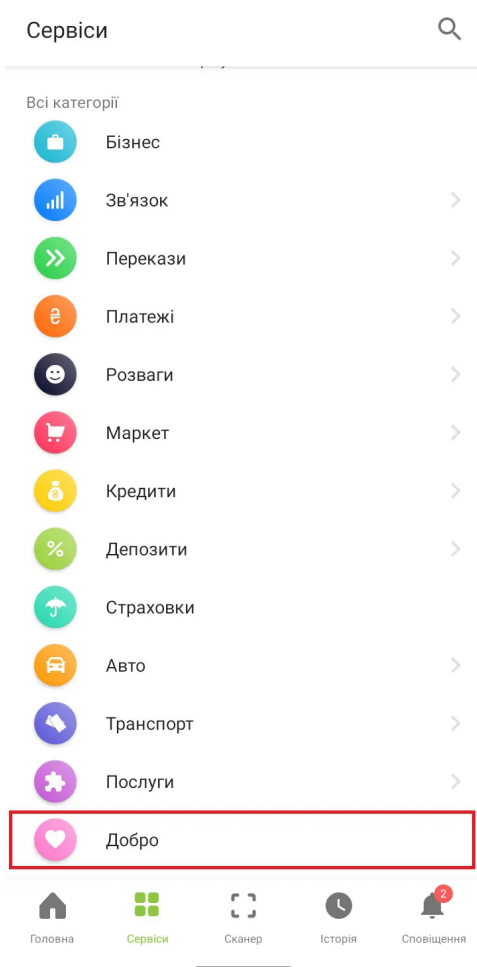 Сервіси
Всі категорії
Бізнес
Зв'язок
Перекази
Платежі
Розваги
Маркет
Кредити
Депозити
Страховки
Авто
Транспорт
Послуги
Добро
2
Головна
Сервіси
Сканер
Історія
Сповіщення